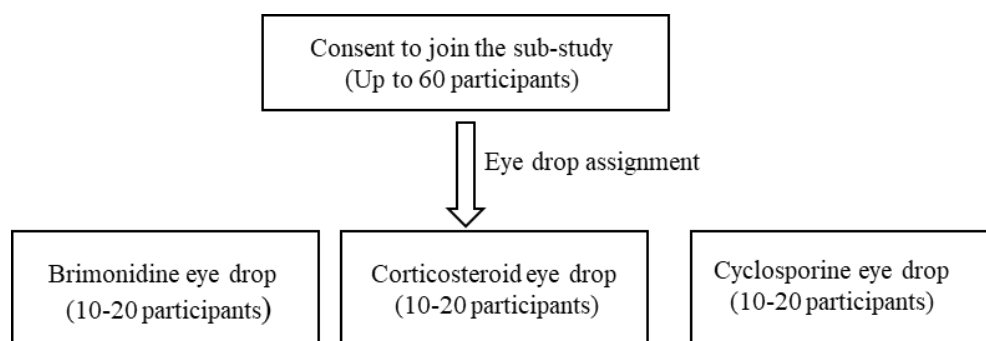 Consent to join the sub-study
(Up to 60 participants)
Eye drop assignment
Brimonidine eye drop
(10-20 participants)
Corticosteroid eye drop
(10-20 participants)
Cyclosporine eye drop
(10-20 participants)